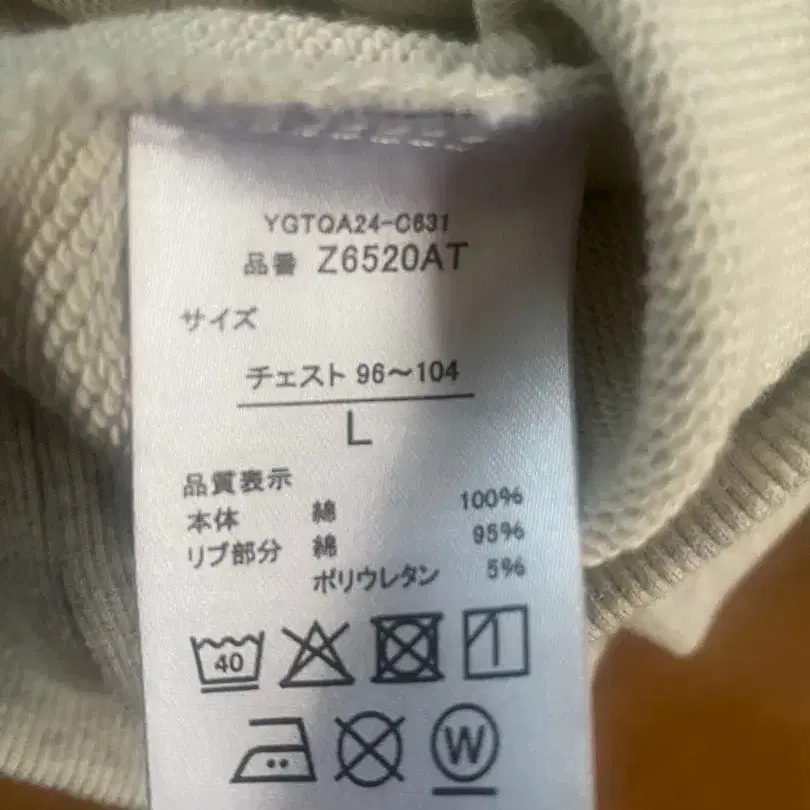 YGTQA24-C631
品番 Z6520AT
サイズ
チェスト 96～104
L
品質表示
本体 綿 100%
リブ部分 綿 95%
ポリウレタン 5%
40
W